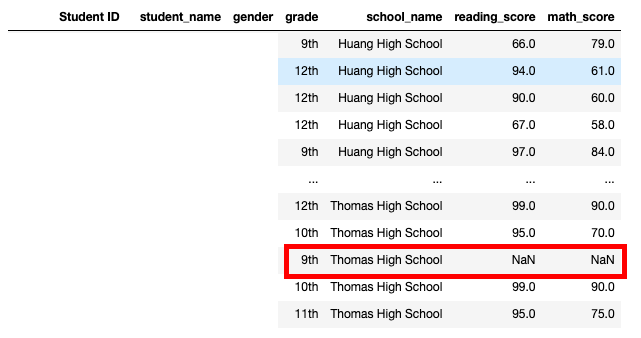 Student ID student_name gender grade school_name reading_score math_score
9th Huang High School 66.0 79.0
12th Huang High School 94.0 61.0
12th Huang High School 90.0 60.0
12th Huang High School 67.0 58.0
9th Huang High School 97.0 84.0
... ... ... ...
12th Thomas High School 99.0 90.0
10th Thomas High School 95.0 70.0
9th Thomas High School NaN NaN
10th Thomas High School 99.0 90.0
11th Thomas High School 95.0 75.0